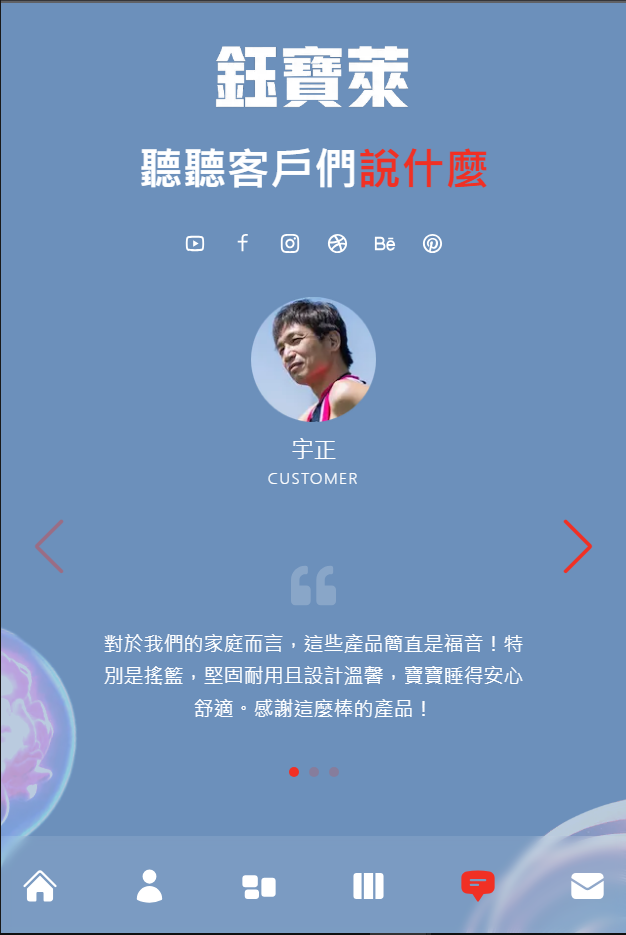 鈺寶萊
聽聽客戶們說什麼
Bē
宇正
CUSTOMER
對於我們的家庭而言，這些產品簡直是福音！特
別是搖籃，堅固耐用且設計溫馨，寶寶睡得安心
舒適。感謝這麼棒的產品！